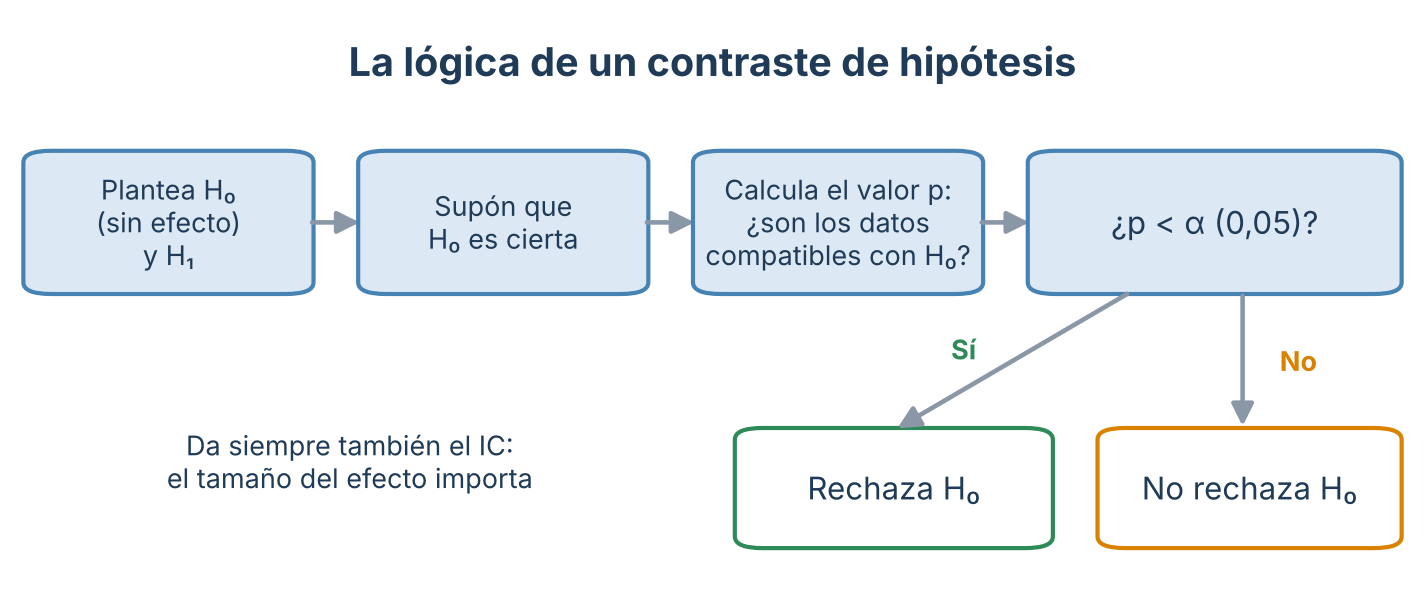 La lógica de un contraste de hipótesis
Plantea H₀
(sin efecto)
y H₁
Supón que
H₀ es cierta
Calcula el valor p:
¿son los datos
compatibles con H₀?
¿p < α (0,05)?
Sí
No
Da siempre también el IC:
el tamaño del efecto importa
Rechaza H₀
No rechaza H₀